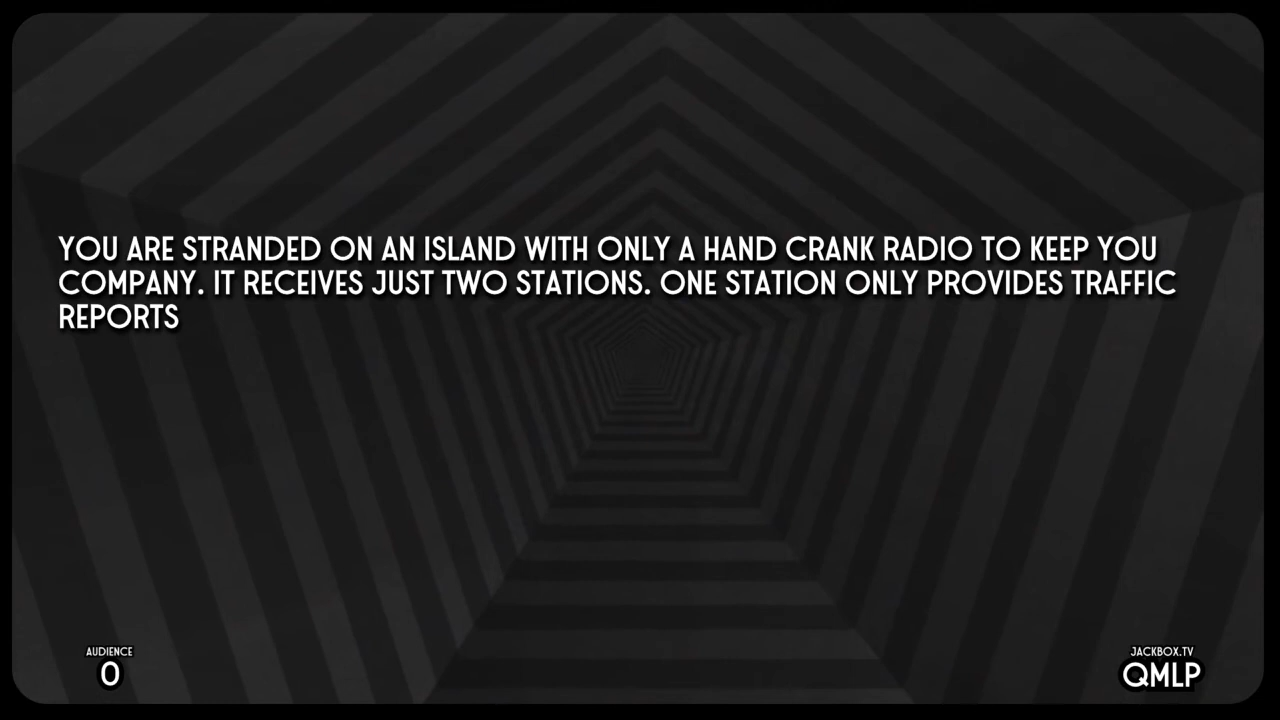 YOU ARE STRANDED ON AN ISLAND WITH ONLY A HAND CRANK RADIO TO KEEP YOU
COMPANY. IT RECEIVES JUST TWO STATIONS. ONE STATION ONLY PROVIDES TRAFFIC
REPORTS
AUDIENCE
0
JACKBOX.TV
QMLP